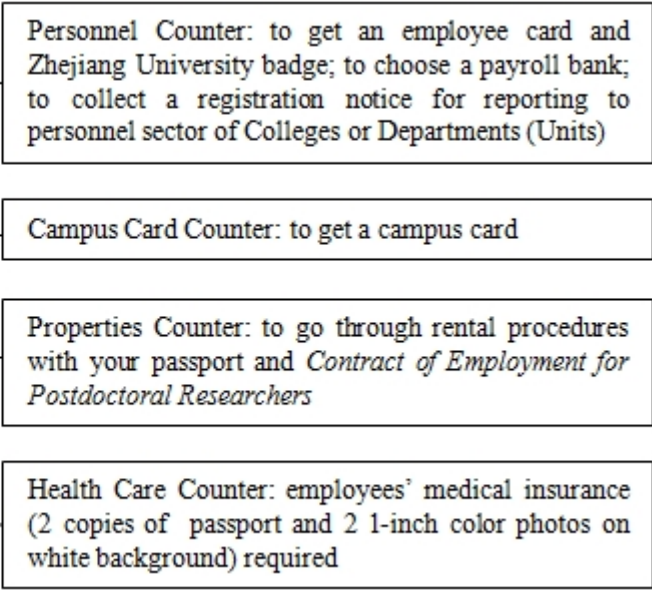 Personnel Counter: to get an employee card and
Zhejiang University badge; to choose a payroll bank;
to collect a registration notice for reporting to
personnel sector of Colleges or Departments (Units)
Campus Card Counter: to get a campus card
Properties Counter: to go through rental procedures
with your passport and Contract of Employment for
Postdoctoral Researchers
Health Care Counter: employees’ medical insurance
(2 copies of passport and 2 1-inch color photos on
white background) required